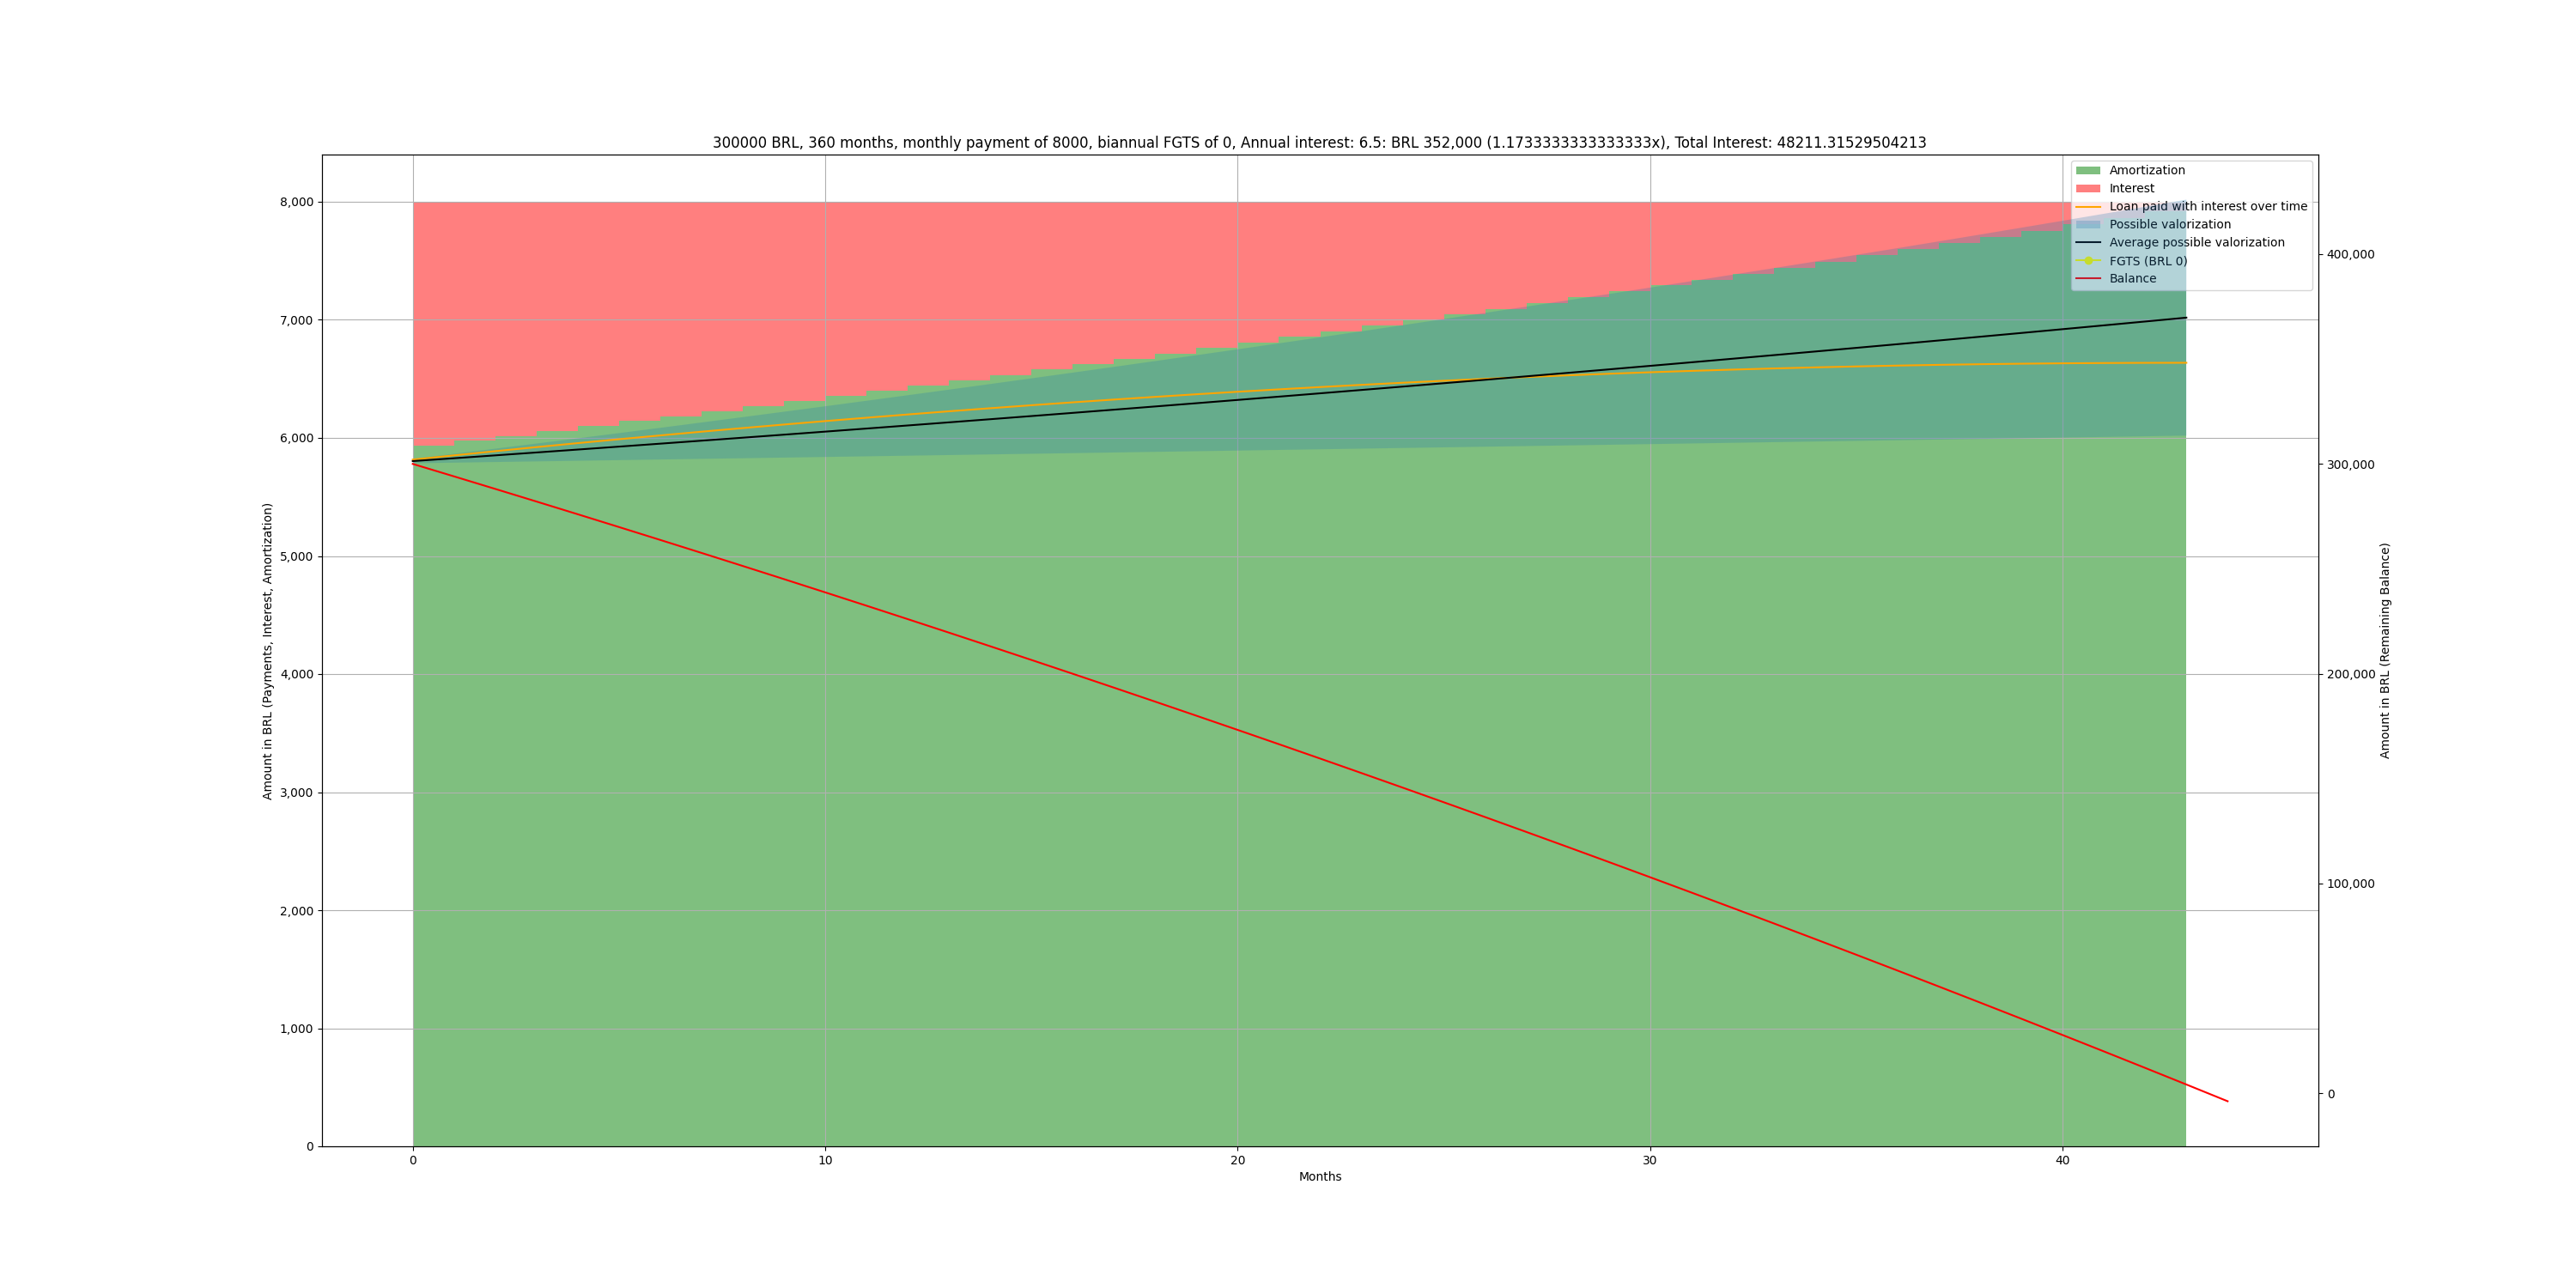 300000 BRL, 360 months, monthly payment of 8000, biannual FGTS of 0, Annual interest: 6.5: BRL 352,000 (1.1733333333333333x), Total Interest: 48211.31529504213
Amortization
Interest
Loan paid with interest over time
Possible valorization
Average possible valorization
FGTS (BRL 0)
Balance
Amount in BRL (Payments, Interest, Amortization)
8,000
7,000
6,000
5,000
4,000
3,000
2,000
1,000
0
400,000
300,000
200,000
100,000
0
Amount in BRL (Remaining Balance)
0
10
20
30
40
Months